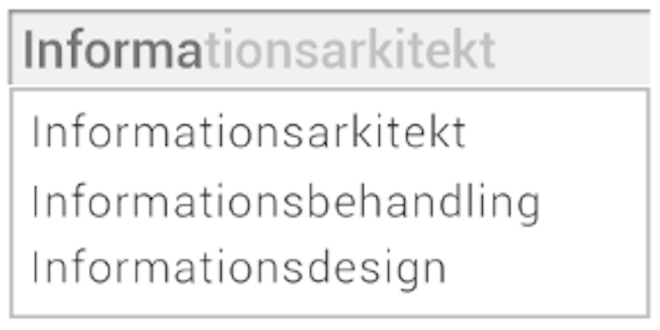 Informationsarkitekt
Informationsarkitekt
Informationsbehandling
Informationsdesign